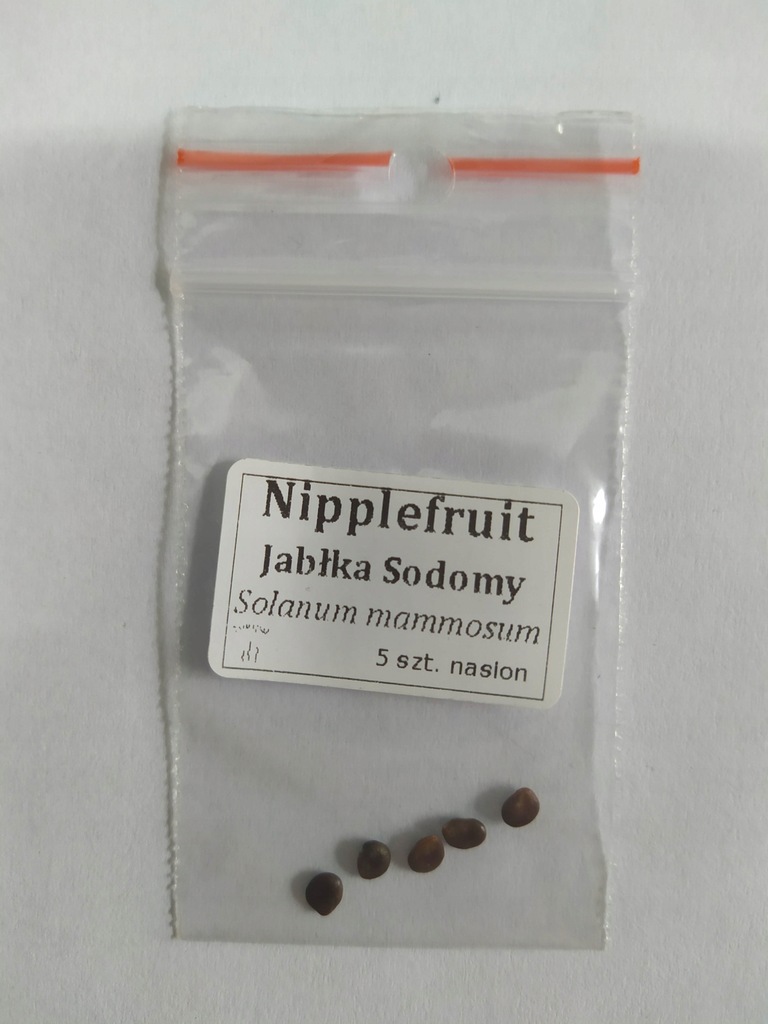 Nipplefruit
Jabłka Sodomy
Solanum mammosum
5 szt. nasion